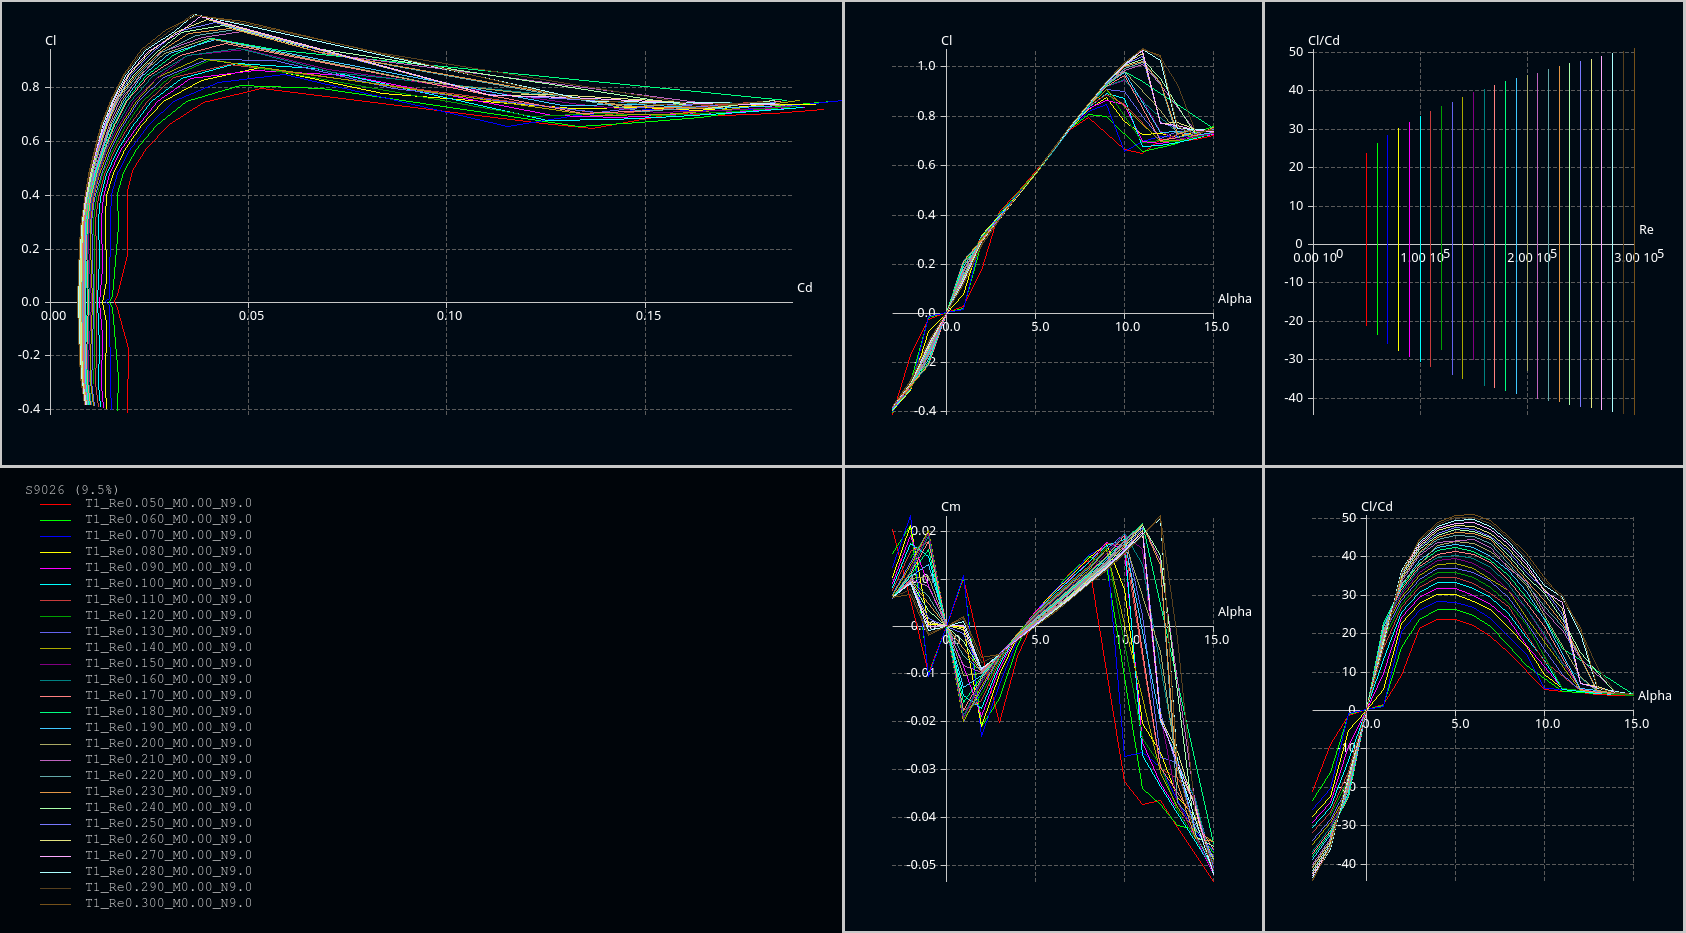 Cl
0.8
0.6
0.4
0.2
0.0
-0.2
-0.4
0.00
0.05
0.10
0.15
Cd
Cl
1.0
0.8
0.6
0.4
0.2
0.0
-0.4
0.0
5.0
10.0
15.0
Alpha
Cl/Cd
50
40
30
20
10
0
-10
-20
-30
-40
0.00 10^0
1.00 10^5
2.00 10^5
3.00 10^5
Re
S9026 (9.5%)
T1_Re0.050_M0.00_N9.0
T1_Re0.060_M0.00_N9.0
T1_Re0.070_M0.00_N9.0
T1_Re0.080_M0.00_N9.0
T1_Re0.090_M0.00_N9.0
T1_Re0.100_M0.00_N9.0
T1_Re0.110_M0.00_N9.0
T1_Re0.120_M0.00_N9.0
T1_Re0.130_M0.00_N9.0
T1_Re0.140_M0.00_N9.0
T1_Re0.150_M0.00_N9.0
T1_Re0.160_M0.00_N9.0
T1_Re0.170_M0.00_N9.0
T1_Re0.180_M0.00_N9.0
T1_Re0.190_M0.00_N9.0
T1_Re0.200_M0.00_N9.0
T1_Re0.210_M0.00_N9.0
T1_Re0.220_M0.00_N9.0
T1_Re0.230_M0.00_N9.0
T1_Re0.240_M0.00_N9.0
T1_Re0.250_M0.00_N9.0
T1_Re0.260_M0.00_N9.0
T1_Re0.270_M0.00_N9.0
T1_Re0.280_M0.00_N9.0
T1_Re0.290_M0.00_N9.0
T1_Re0.300_M0.00_N9.0
Cm
0.02
-0.01
-0.02
-0.03
-0.04
-0.05
0.0
5.0
10.0
15.0
Alpha
Cl/Cd
50
40
30
20
10
0
-30
-40
0.0
5.0
10.0
15.0
Alpha